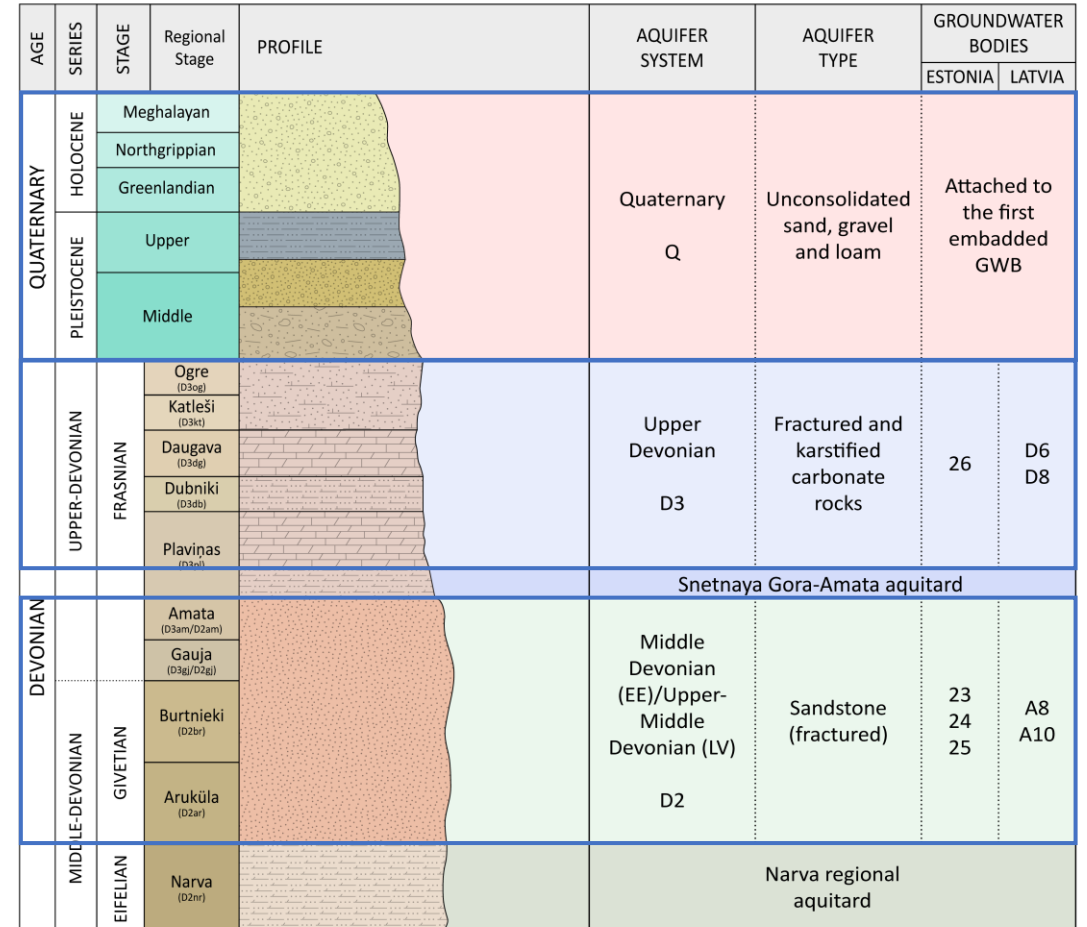 AGE
SERIES
STAGE
Regional
Stage
PROFILE
AQUIFER
SYSTEM
AQUIFER
TYPE
GROUNDWATER
BODIES
ESTONIA
LATVIA
QUATERNARY
HOLOCENE
Meghalayan
Northgrippian
Greenlandian
PLEISTOCENE
Upper
Middle
Quaternary
Q
Unconsolidated
sand, gravel
and loam
Attached to
the first
embadded
GWB
DEVONIAN
UPPER-DEVONIAN
FRASNIAN
Ogre
(D3og)
Katleši
(D3kt)
Daugava
(D3dg)
Dubniki
(D3db)
Plaviņas
(D3pl)
Upper
Devonian
D3
Fractured and
karstified
carbonate
rocks
26
D6
D8
Snetnaya Gora-Amata aquitard
Amata
(D3am/D2am)
Gauja
(D3gj/D2gj)
MIDDLE-DEVONIAN
GIVETIAN
Burtnieki
(D2br)
Aruküla
(D2ar)
Middle
Devonian
(EE)/Upper-
Middle
Devonian (LV)
D2
Sandstone
(fractured)
23
24
25
A8
A10
EIFELIAN
Narva
(D2nr)
Narva regional
aquitard